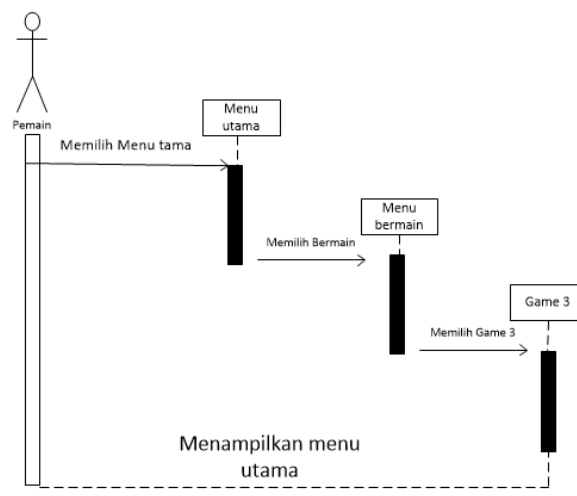 Pemain
Menu
utama
Memilih Menu tama
Menu
bermain
Memilih Bermain
Game 3
Memilih Game 3
Menampilkan menu
utama